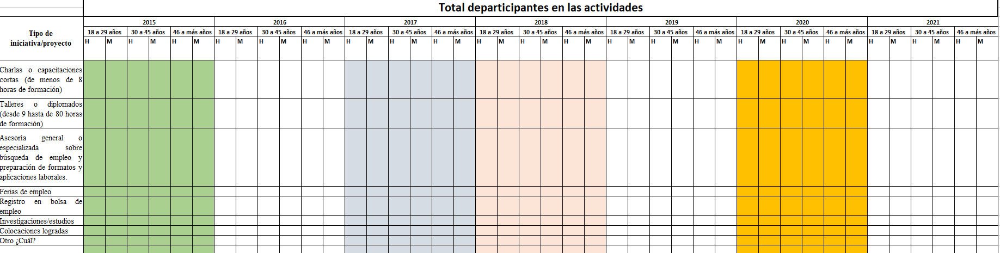 Total departicipantes en las actividades
Tipo de
iniciativa/proyecto
2015 2016 2017 2018 2019 2020 2021
18 a 29 años 30 a 45 años 46 a más años 18 a 29 años 30 a 45 años 46 a más años 18 a 29 años 30 a 45 años 46 a más años 18 a 29 años 30 a 45 años 46 a más años 18 a 29 años 30 a 45 años 46 a más años 18 a 29 años 30 a 45 años 46 a más años 18 a 29 años 30 a 45 años 46 a más años
H M H M H M H M H M H M H M H M H M H M H M H M H M H M H M H M H M H M H M H M H M
Charlas o capacitaciones
cortas (de menos de 8
horas de formación)
Talleres o diplomados
(desde 9 hasta de 80 horas
de formación)
Asesoría general o
especializada sobre
búsqueda de empleo y
preparación de formatos y
aplicaciones laborales.
Ferias de empleo
Registro en bolsa de
empleo
Investigaciones/estudios
Colocaciones logradas
Otro ¿Cuál?